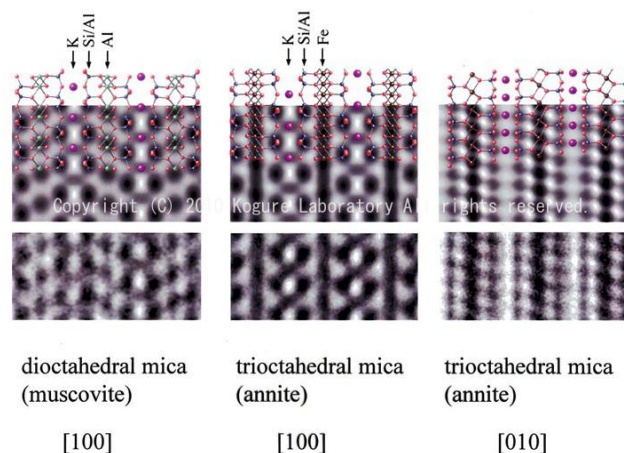 K
Si/Al
Al
K
Si/Al
Fe
Copyright (C) 2010 Kogure Laboratory All rights reserved.
dioctahedral mica
(muscovite)
[100]
trioctahedral mica
(annite)
[100]
trioctahedral mica
(annite)
[010]